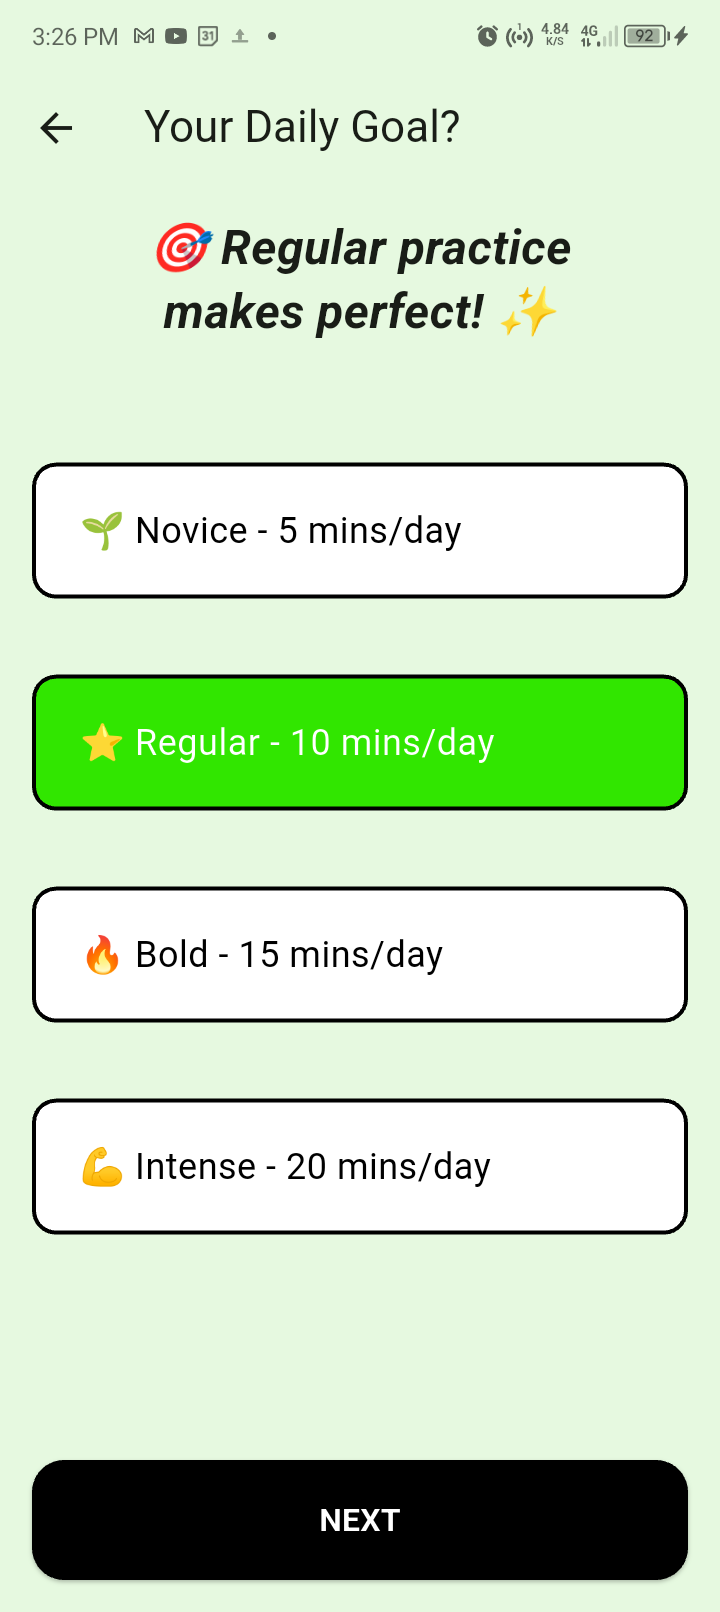 3:26 PM 31 1 4.84 K/S 4G 92
Your Daily Goal?
🎯 Regular practice
makes perfect! ✨
🌱 Novice - 5 mins/day
⭐ Regular - 10 mins/day
🔥 Bold - 15 mins/day
💪 Intense - 20 mins/day
NEXT